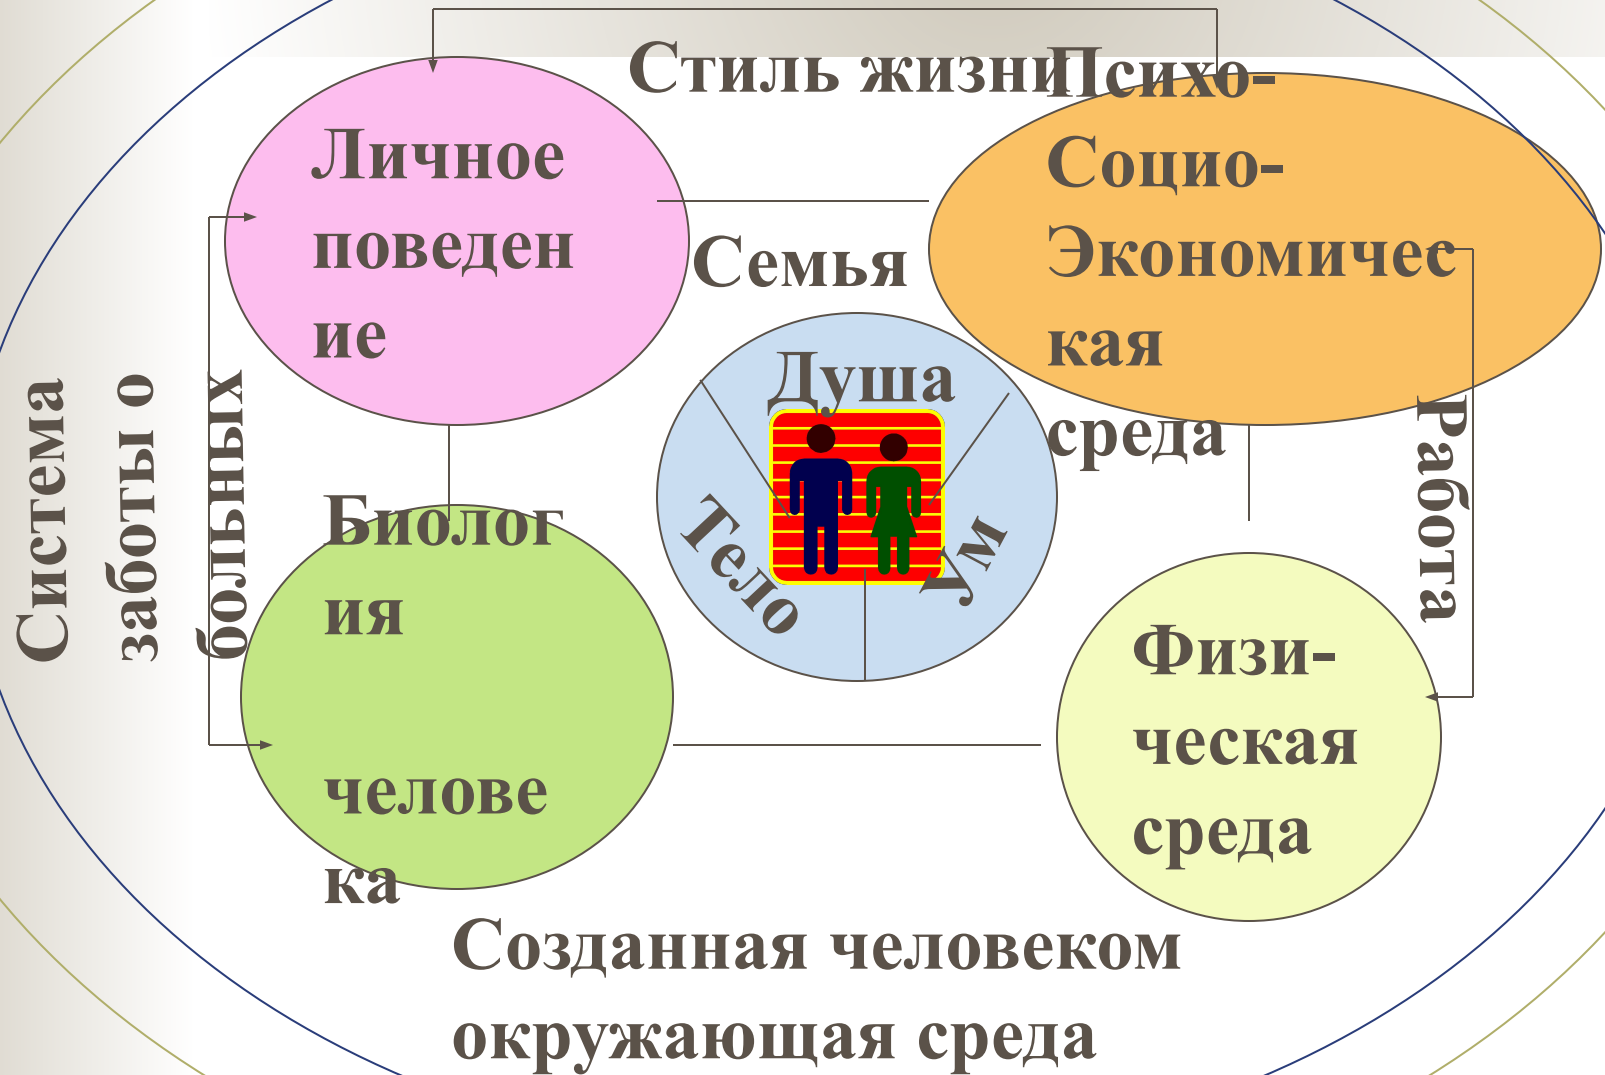 Стиль жизни
Психо-
Социо-
Экономичес
кая
среда
Личное
поведен
ие
Семья
Душа
Тело
Ум
Система
заботы о
больных
Работа
Биолог
ия
челове
ка
Физи-
ческая
среда
Созданная человеком
окружающая среда